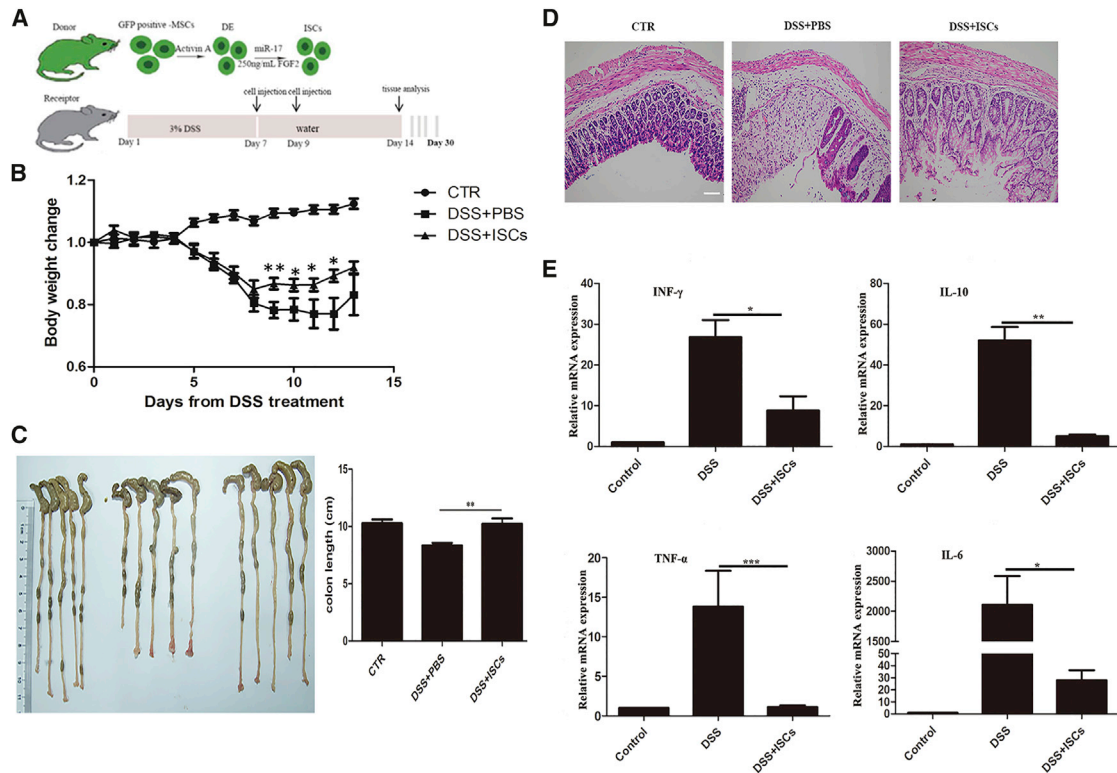 A
Donor
GFP positive -MSCs
DE
ISCs
Activin A
miR-17
250ng/mL FGF2
Receiptor
cell injection
cell injection
tissue analysis
3% DSS
water
Day 1
Day 7
Day 9
Day 14
Day 30
B
Body weight change
1.2
1.0
0.8
0.6
** * * *
0
5
10
15
Days from DSS treatment
CTR
DSS+PBS
DSS+ISCs
C
colon length (cm)
15
10
5
0
**
CTR
DSS+PBS
DSS+ISCs
D
CTR
DSS+PBS
DSS+ISCs
E
INF-γ
Relative mRNA expression
40
30
20
10
0
*
Control
DSS
DSS+ISCs
IL-10
Relative mRNA expression
80
60
40
20
0
**
Control
DSS
DSS+ISCs
TNF-α
Relative mRNA expression
20
15
10
5
0
***
Control
DSS
DSS+ISCs
IL-6
Relative mRNA expression
3000
2500
2000
1500
50
40
30
20
10
0
*
Control
DSS
DSS+ISCs